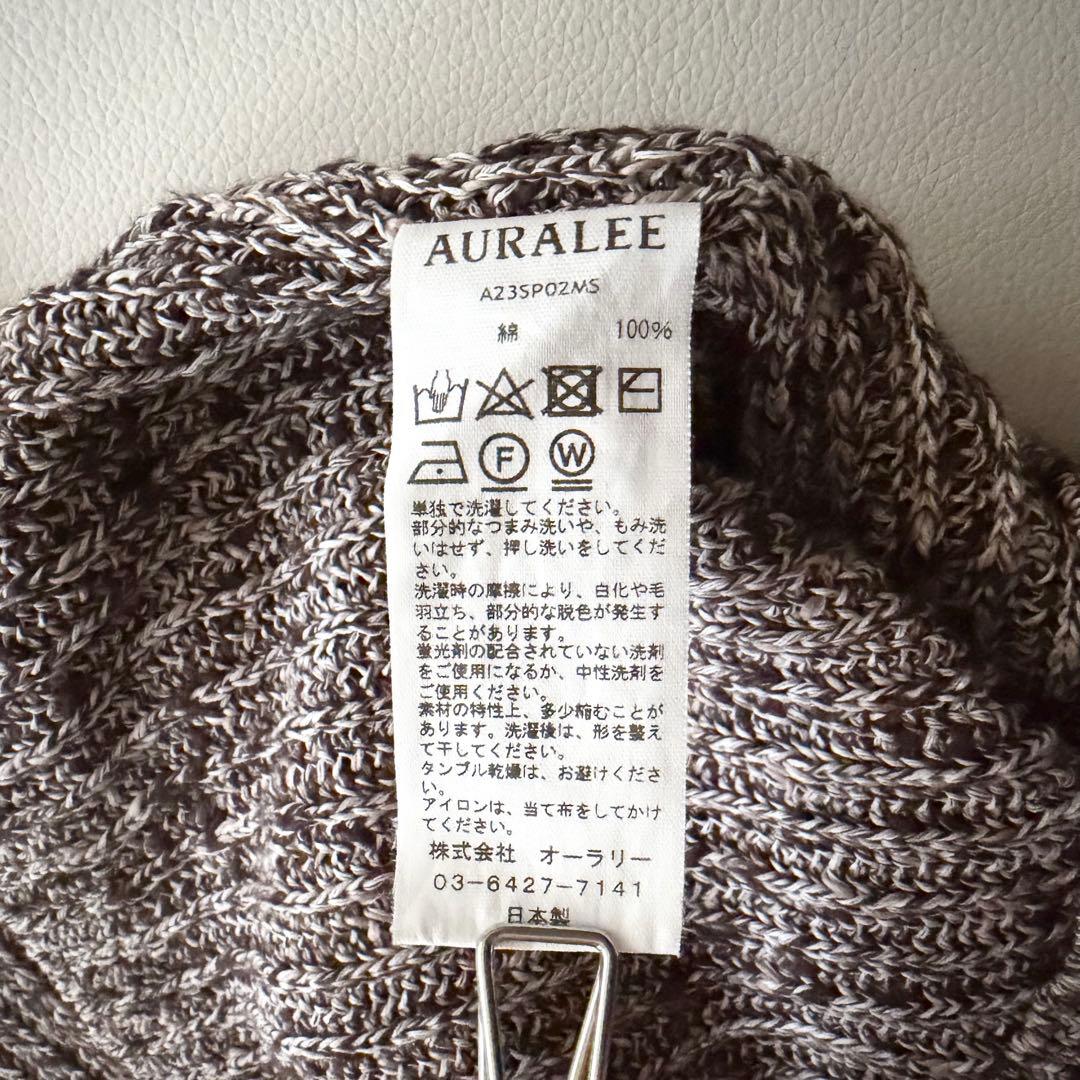 AURALEE
A23SP02MS
綿 100%
F W
単独で洗濯してください。
部分的なつまみ洗いや、もみ洗
いはせず、押し洗いをしてくだ
さい。
洗濯時の摩擦により、白化や毛
羽立ち、部分的な脱色が発生す
ることがあります。
蛍光剤の配合されていない洗剤
をご使用になるか、中性洗剤を
ご使用ください。
素材の特性上、多少縮むことが
あります。洗濯後は、形を整え
て干してください。
タンブル乾燥は、お避けくださ
い。
アイロンは、当て布をしてかけ
てください。
株式会社 オーラリー
03-6427-7141
日本製